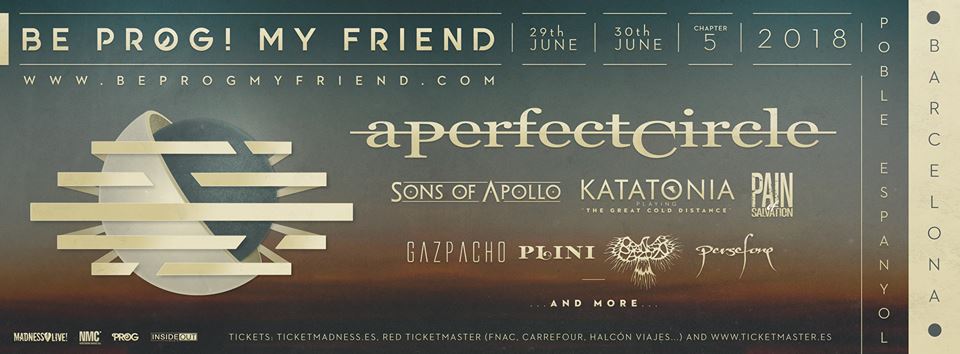 BE PRØG! MY FRIEND
29th JUNE
30th JUNE
CHAPTER 5
2018
WWW.BEPROGMYFRIEND.COM
POBLE ESPANYOL
BARCELONA
aperfectCircle
SONS OF APOLLO
KATATONIA
PLAYING
"THE GREAT COLD DISTANCE"
PAIN of SALVATION
GAZPACHO
PLINI
persefone
...AND MORE...
MADNESS LIVE!
NMC
PROG
INSIDEOUT
TICKETS: TICKETMADNESS.ES, RED TICKETMASTER (FNAC, CARREFOUR, HALCÓN VIAJES...) AND WWW.TICKETMASTER.ES